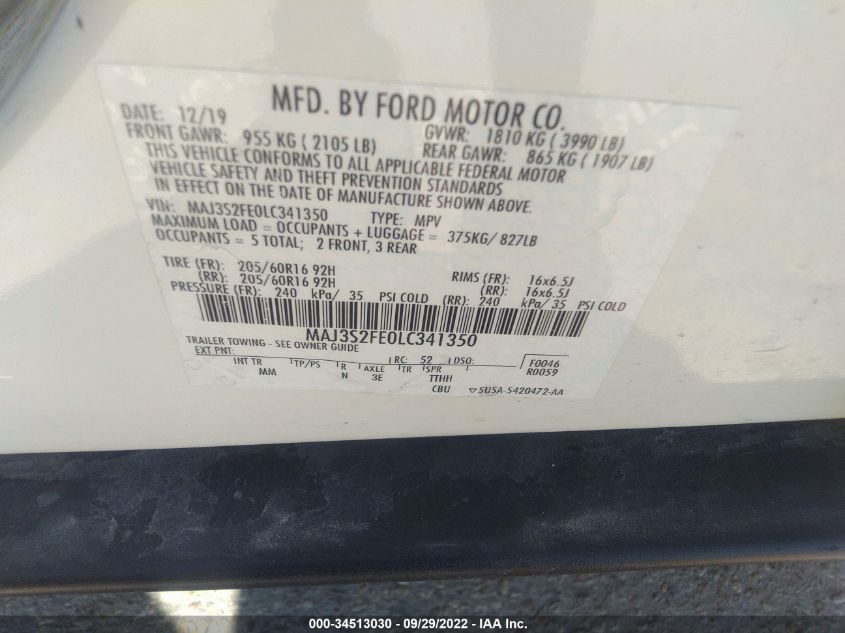 MFD. BY FORD MOTOR CO.
DATE: 12/19
GVWR: 1810 KG ( 3990 LB)
FRONT GAWR: 955 KG ( 2105 LB)
REAR GAWR: 865 KG ( 1907 LB)
THIS VEHICLE CONFORMS TO ALL APPLICABLE FEDERAL MOTOR
VEHICLE SAFETY AND THEFT PREVENTION STANDARDS
IN EFFECT ON THE DATE OF MANUFACTURE SHOWN ABOVE.
VIN: MAJ3S2FE0LC341350 TYPE: MPV
MAXIMUM LOAD = OCCUPANTS + LUGGAGE = 375KG/ 827LB
OCCUPANTS = 5 TOTAL; 2 FRONT, 3 REAR
TIRE (FR): 205/60R16 92H RIMS (FR): 16x6.5J
(RR): 205/60R16 92H (RR): 16x6.5J
PRESSURE (FR): 240 kPa/ 35 PSI COLD (RR): 240 kPa/ 35 PSI COLD
MAJ3S2FE0LC341350
TRAILER TOWING - SEE OWNER GUIDE
EXT PNT: RC: 52 DSO: F0046
INT TR TP/PS R AXLE TR SPR R0059
MM N 3E TTHH
CBU 5U5A-5420472-AA
000-34513030 - 09/29/2022 - IAA Inc.